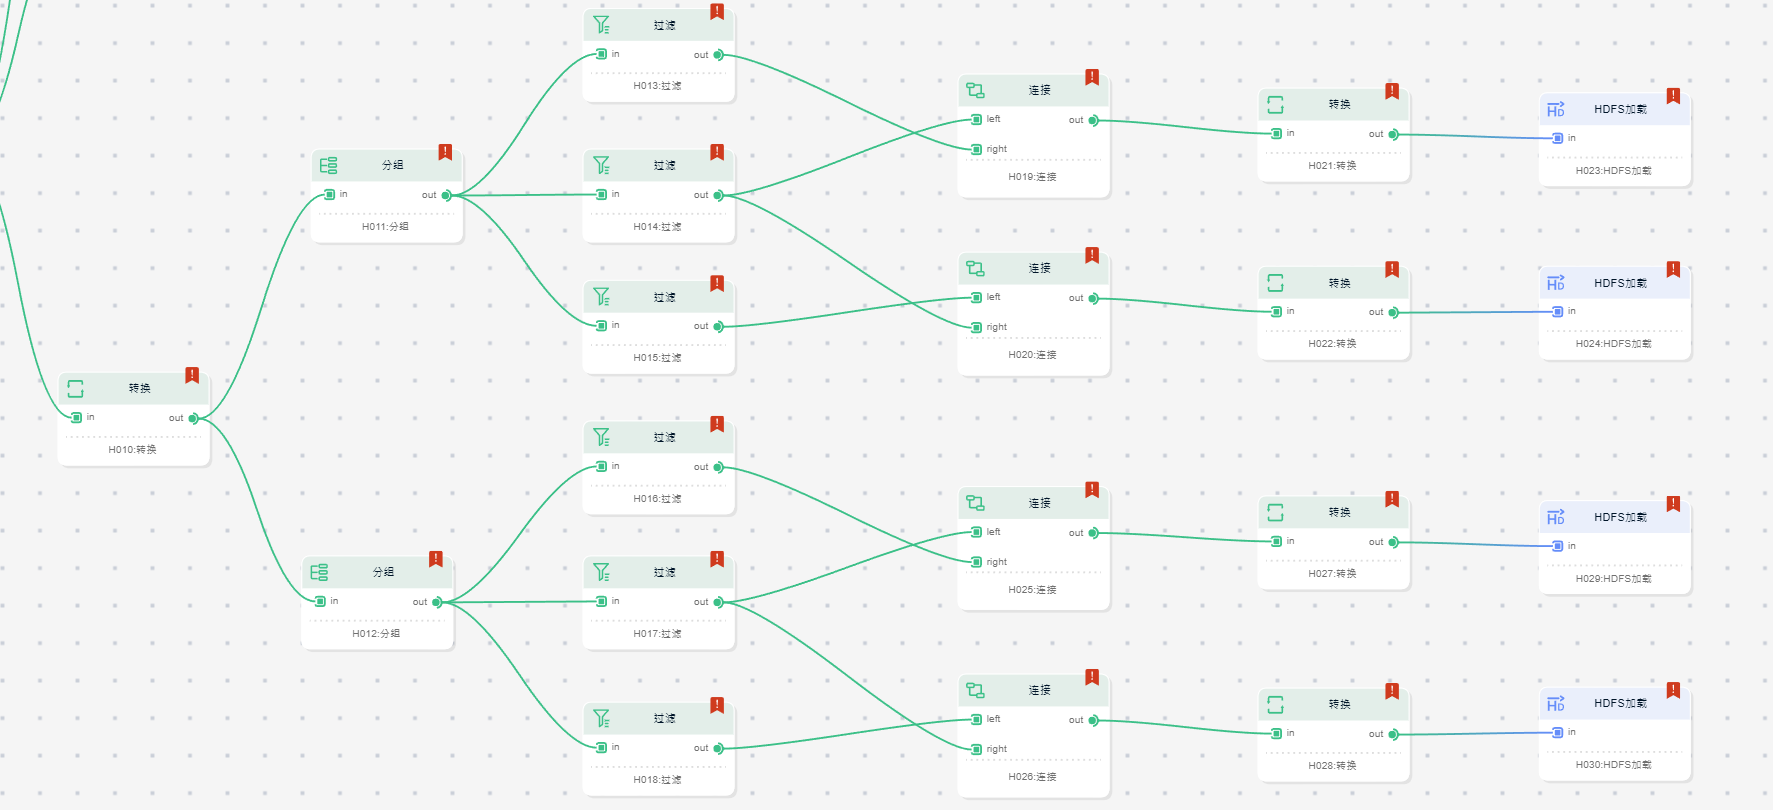 过滤
in
out
H013:过滤
连接
left
out
right
H019:连接
转换
in
out
H021:转换
HDFS加载
in
H023:HDFS加载
分组
in
out
H011:分组
过滤
in
out
H014:过滤
过滤
in
out
H015:过滤
连接
left
out
right
H020:连接
转换
in
out
H022:转换
HDFS加载
in
H024:HDFS加载
转换
in
out
H010:转换
过滤
in
out
H016:过滤
连接
left
out
right
H025:连接
转换
in
out
H027:转换
HDFS加载
in
H029:HDFS加载
分组
in
out
H012:分组
过滤
in
out
H017:过滤
过滤
in
out
H018:过滤
连接
left
out
right
H026:连接
转换
in
out
H028:转换
HDFS加载
in
H030:HDFS加载